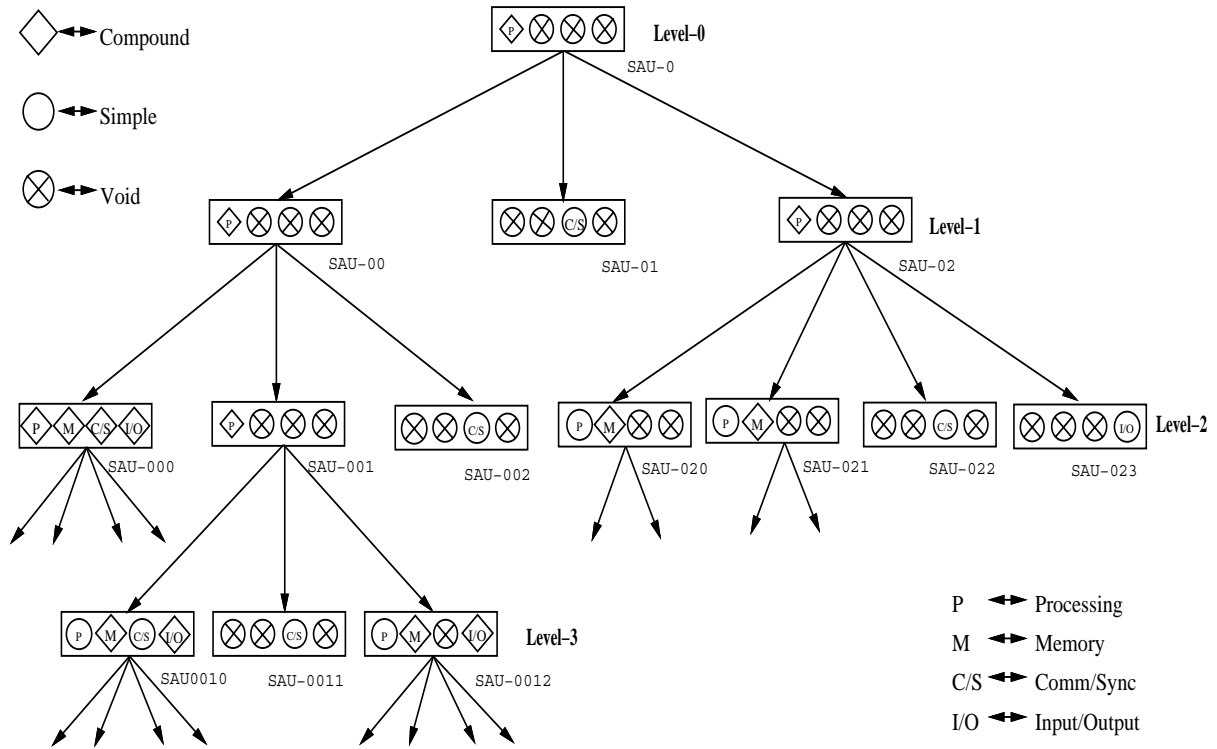 Compound
Simple
Void
P
Level-0
SAU-0
P
SAU-00
C/S
SAU-01
P
Level-1
SAU-02
P M C/S I/O
SAU-000
P
SAU-001
C/S
SAU-002
P M
SAU-020
P M
SAU-021
C/S
SAU-022
I/O
SAU-023
Level-2
P M C/S I/O
SAU0010
C/S
SAU-0011
P M I/O
SAU-0012
Level-3
P Processing
M Memory
C/S Comm/Sync
I/O Input/Output